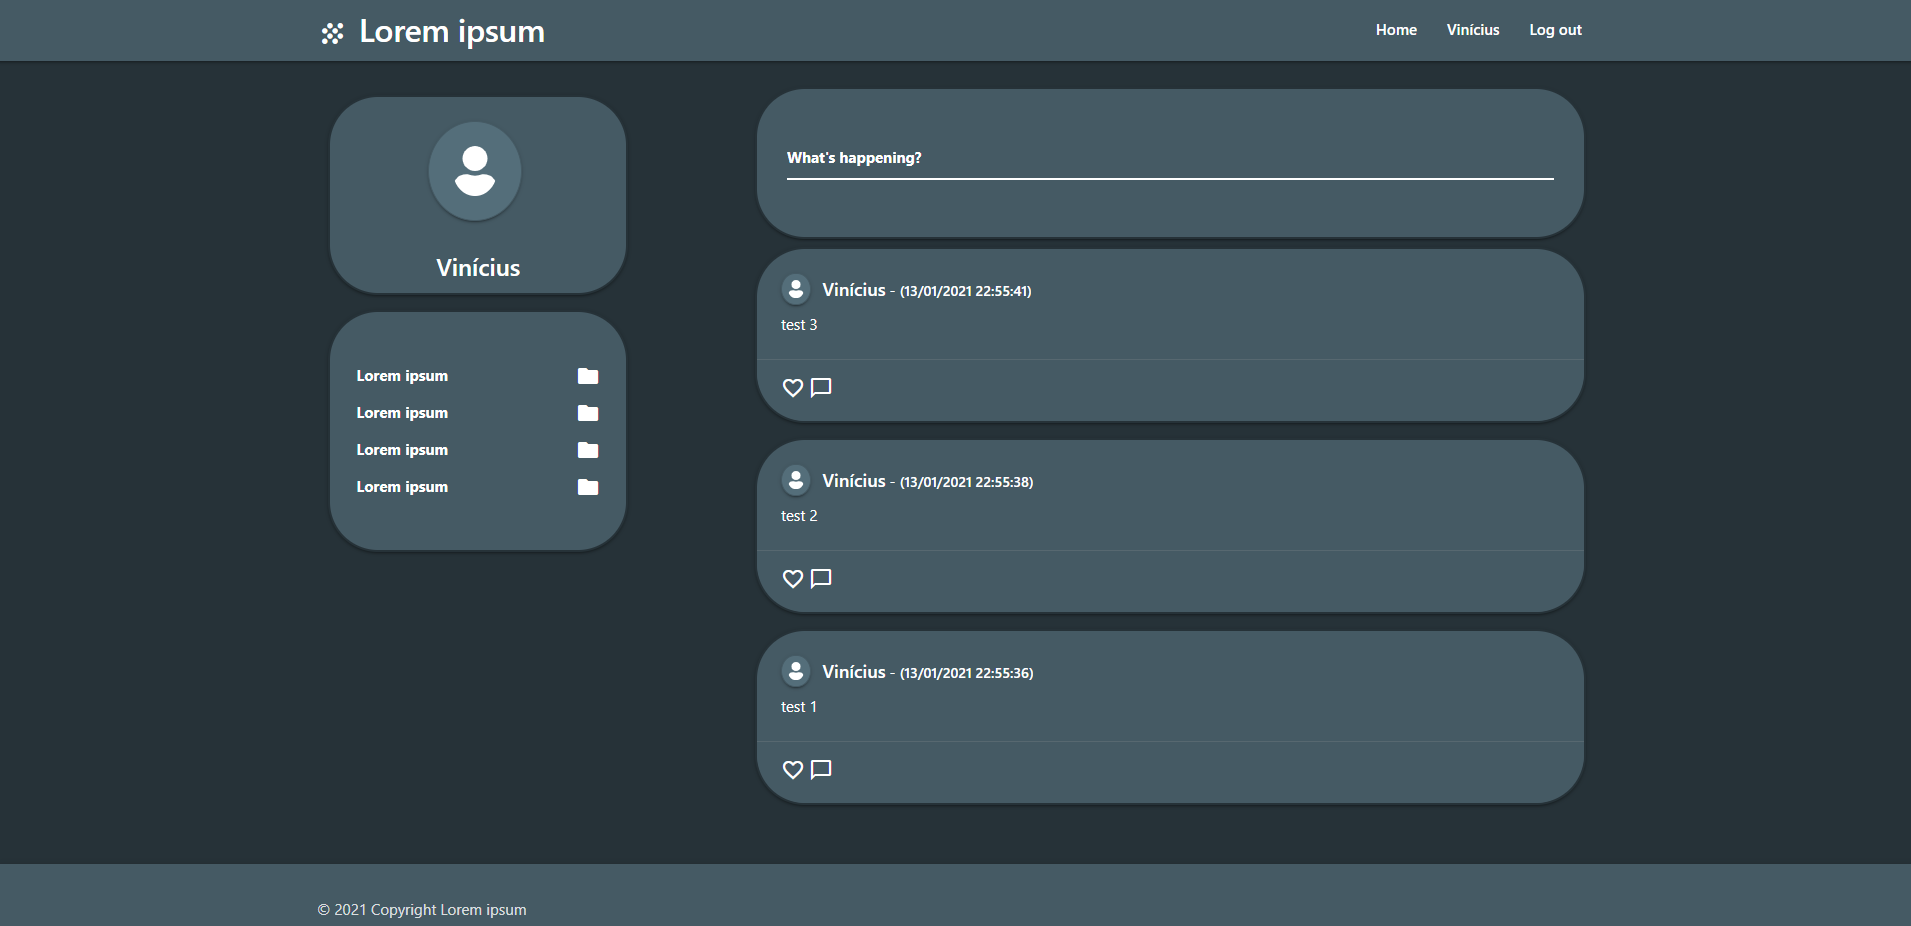 Lorem ipsum
Home Vinícius Log out
Vinícius
Lorem ipsum
Lorem ipsum
Lorem ipsum
Lorem ipsum
What's happening?
Vinícius - (13/01/2021 22:55:41)
test 3
Vinícius - (13/01/2021 22:55:38)
test 2
Vinícius - (13/01/2021 22:55:36)
test 1
© 2021 Copyright Lorem ipsum